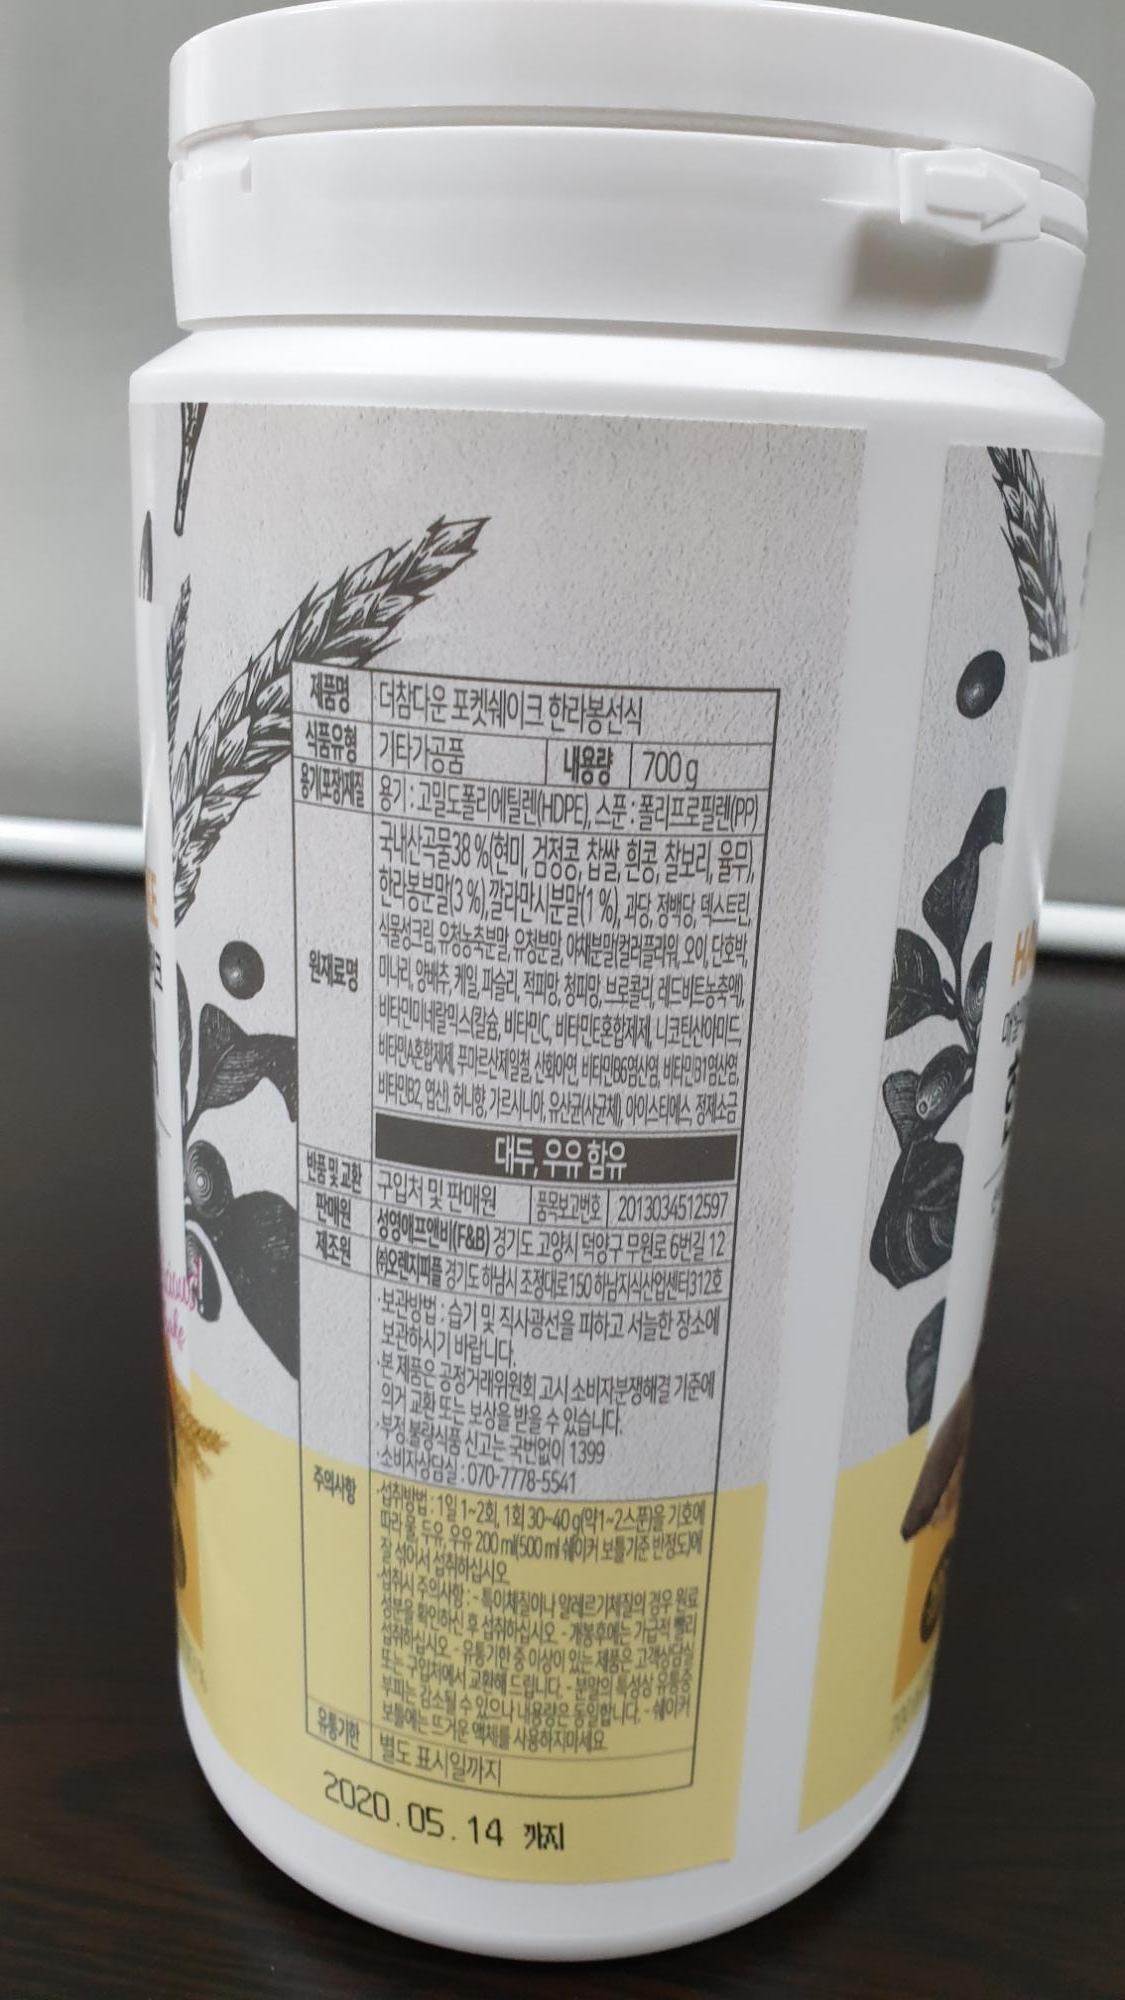 제품명 더참다운 포켓쉐이크 한라봉선식
식품유형 기타가공품 내용량 700g
용기(포장)재질 용기 : 고밀도폴리에틸렌(HDPE), 스푼 : 폴리프로필렌(PP)
원재료명
국내산곡물38%(현미, 검정콩, 찹쌀, 흰콩, 찰보리, 율무),
한라봉분말(3%),깔라만시분말(1%), 과당, 정백당, 덱스트린,
식물성크림, 유청농축분말, 유청분말, 야채분말(컬러플라워, 오이, 단호박,
미나리, 양배추, 케일, 파슬리, 적피망, 청피망, 브로콜리, 레드비트농축액),
비타민미네랄믹스(칼슘, 비타민C, 비타민E혼합제제, 니코틴산아미드,
비타민A혼합제제, 푸마르산제일철, 산화아연, 비타민B6염산염, 비타민B1염산염,
비타민B2, 엽산), 허니향, 가르시니아, 유산균(사균체), 아이스티에스, 정제소금
대두, 우유 함유
반품 및 교환 구입처 및 판매원 품목보고번호 2013034512597
판매원 성영애프앤비(F&B) 경기도 고양시 덕양구 무원로 6번길 12
제조원 ㈜오렌지피플 경기도 하남시 조정대로150 하남지식산업센터312호
주의사항
·보관방법 : 습기 및 직사광선을 피하고 서늘한 장소에
보관하시기 바랍니다.
·본 제품은 공정거래위원회 고시 소비자분쟁해결 기준에
의거 교환 또는 보상을 받을 수 있습니다.
·부정,불량식품 신고는 국번없이 1399
·소비자상담실 : 070-7778-5541
·섭취방법 : 1일 1~2회, 1회 30~40g(약1~2스푼)을 기호에
따라 물, 두유, 우유 200ml(500ml 쉐이커 보틀기준 반정도)에
잘 섞어서 섭취하십시오.
·섭취시 주의사항 : - 특이체질이나 알레르기체질의 경우 원료
성분을 확인하신 후 섭취하십시오. - 개봉후에는 가급적 빨리
섭취하십시오. - 유통기한 중 이상이 있는 제품은 고객상담실
또는 구입처에서 교환해 드립니다. - 분말의 특성상 유통중
부피는 감소될 수 있으나 내용량은 동일합니다. - 쉐이커
보틀에는 뜨거운 액체를 사용하지마세요
유통기한 별도 표시일까지
2020.05.14 까지